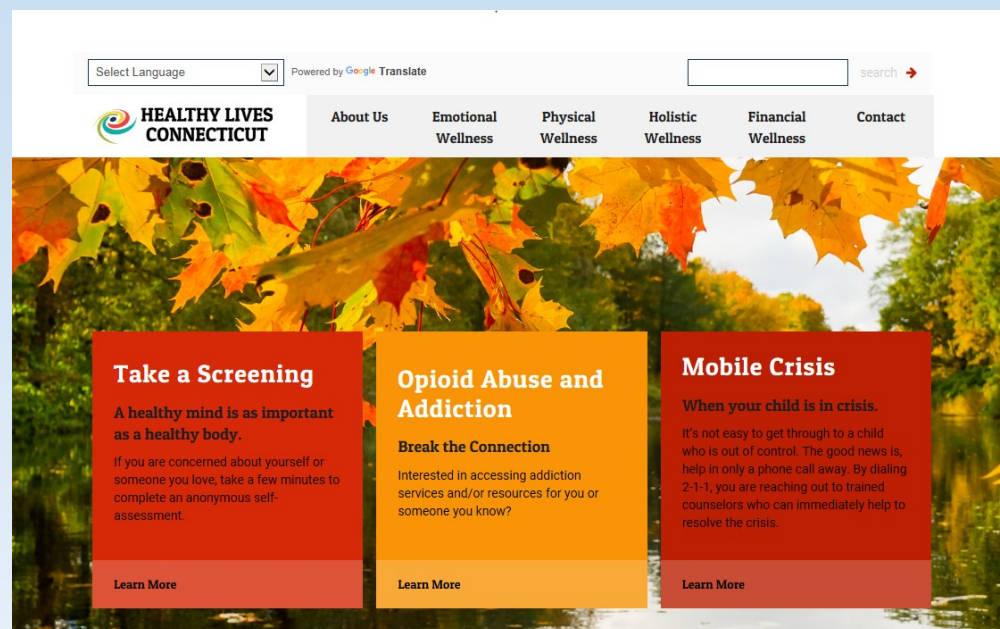 Select Language
Powered by Google Translate
search
HEALTHY LIVES
CONNECTICUT
About Us
Emotional
Wellness
Physical
Wellness
Holistic
Wellness
Financial
Wellness
Contact
Take a Screening
A healthy mind is as important
as a healthy body.
If you are concerned about yourself or
someone you love, take a few minutes to
complete an anonymous self-
assessment.
Learn More
Opioid Abuse and
Addiction
Break the Connection
Interested in accessing addiction
services and/or resources for you or
someone you know?
Learn More
Mobile Crisis
When your child is in crisis.
It's not easy to get through to a child
who is out of control. The good news is,
help in only a phone call away. By dialing
2-1-1, you are reaching out to trained
counselors who can immediately help to
resolve the crisis.
Learn More